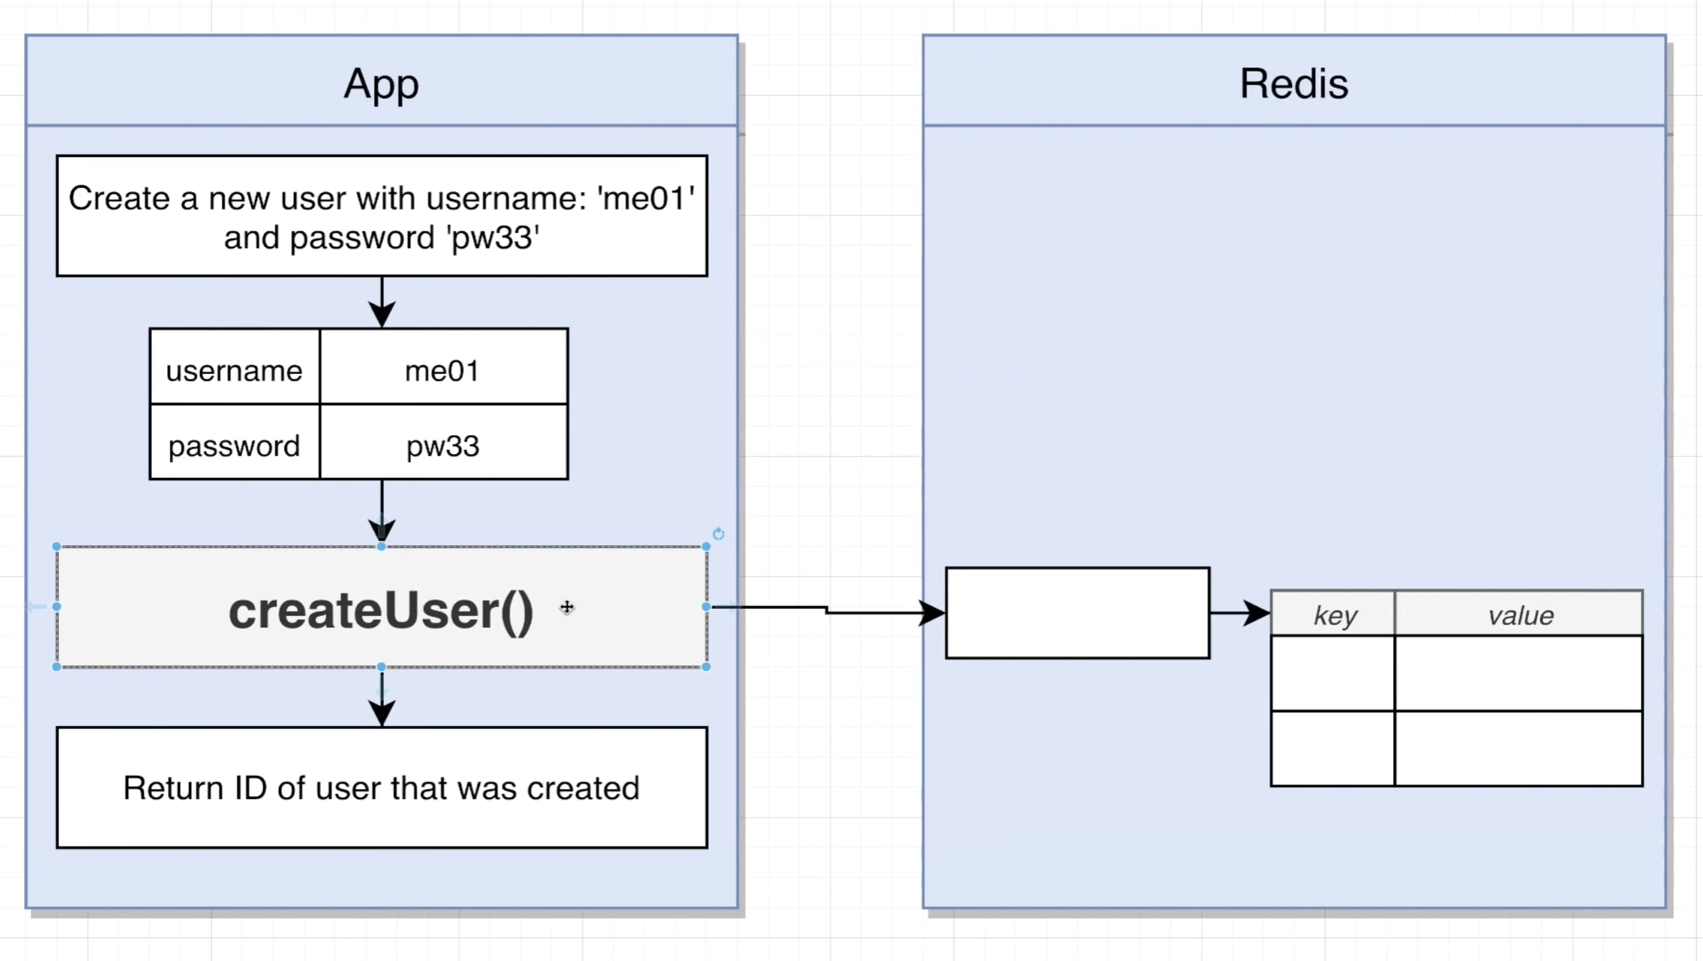 App
Create a new user with username: 'me01'
and password 'pw33'
username me01
password pw33
createUser()
Return ID of user that was created
Redis
key value